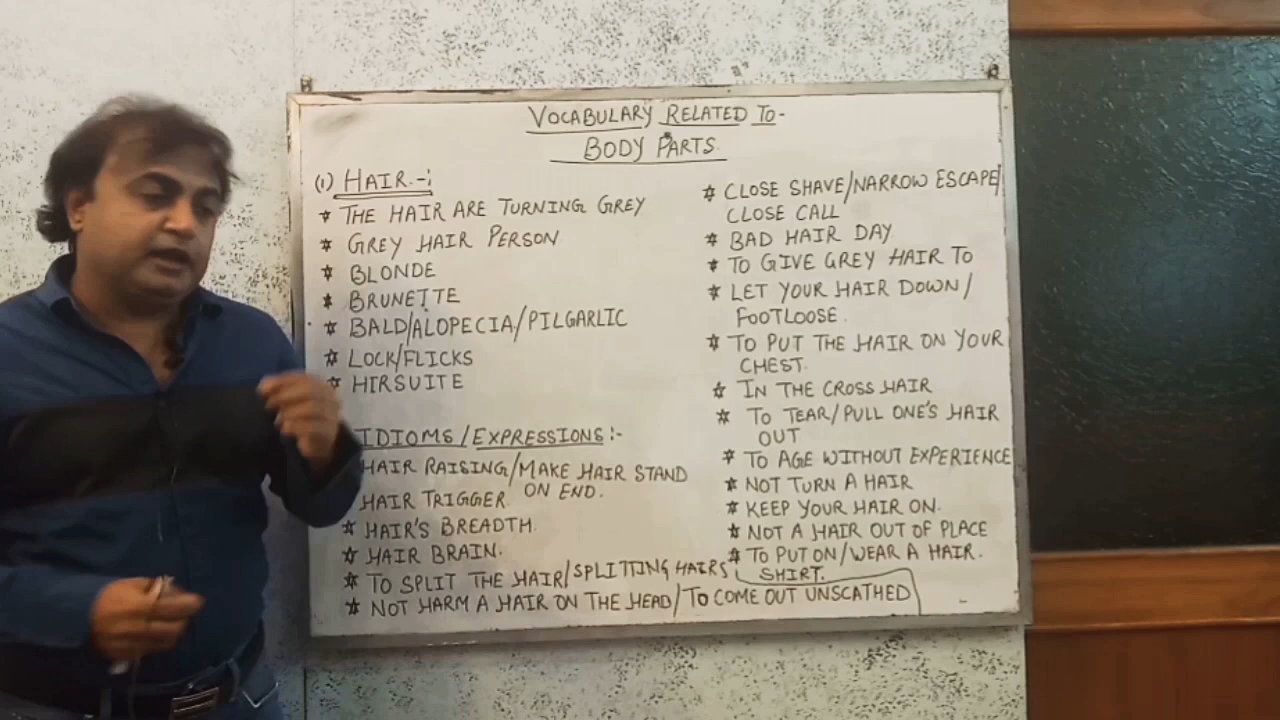 VOCABULARY RELATED TO-
BODY PARTS.
(1) HAIR.-:
* THE HAIR ARE TURNING GREY
* GREY HAIR PERSON
* BLONDE
* BRUNETTE
* BALD/ALOPECIA/PILGARLIC
* LOCK/FLICKS
* HIRSUITE
IDIOMS/EXPRESSIONS:-
HAIR RAISING/MAKE HAIR STAND
ON END.
HAIR TRIGGER.
* HAIR'S BREADTH.
* HAIR BRAIN.
* TO SPLIT THE HAIR/SPLITTING HAIRS
* NOT HARM A HAIR ON THE HEAD/TO COME OUT UNSCATHED
* CLOSE SHAVE/NARROW ESCAPE/
CLOSE CALL
* BAD HAIR DAY
* TO GIVE GREY HAIR TO
* LET YOUR HAIR DOWN/
FOOTLOOSE.
* TO PUT THE HAIR ON YOUR
CHEST.
* IN THE CROSS HAIR
* TO TEAR/PULL ONE'S HAIR
OUT
* TO AGE WITHOUT EXPERIENCE
* NOT TURN A HAIR
* KEEP YOUR HAIR ON.
* NOT A HAIR OUT OF PLACE
* TO PUT ON/WEAR A HAIR.
SHIRT.